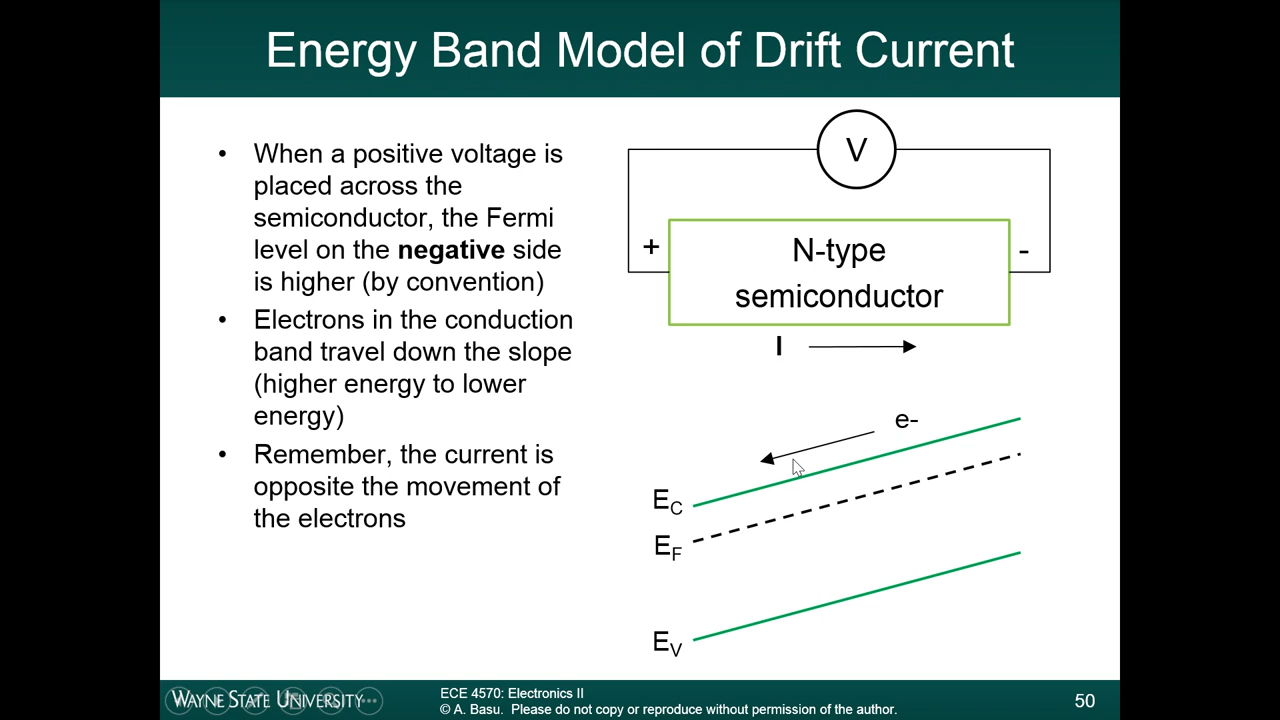 Energy Band Model of Drift Current
• When a positive voltage is
placed across the
semiconductor, the Fermi
level on the negative side
is higher (by convention)
• Electrons in the conduction
band travel down the slope
(higher energy to lower
energy)
• Remember, the current is
opposite the movement of
the electrons
V
+
N-type
-
semiconductor
I
e-
EC
EF
EV
WAYNE STATE UNIVERSITY
ECE 4570: Electronics II
© A. Basu. Please do not copy or reproduce without permission of the author.
50